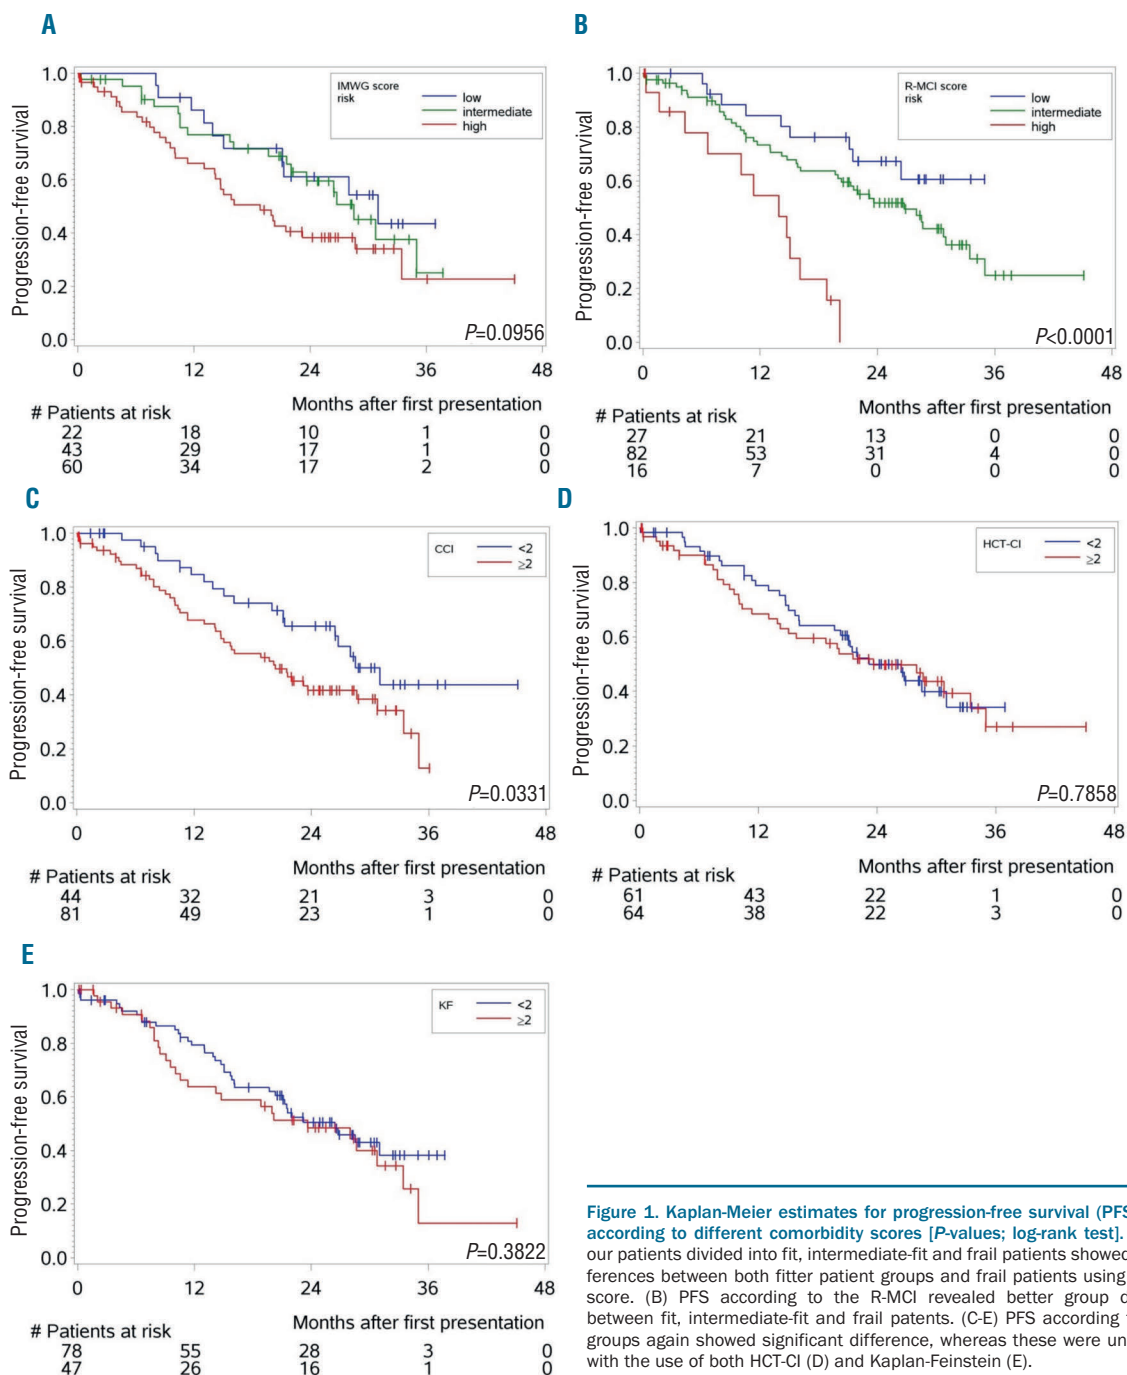 A
Progression-free survival
1.0
0.8
0.6
0.4
0.2
0.0
IMWG score
risk
low
intermediate
high
P=0.0956
0 12 24 36 48
Months after first presentation
# Patients at risk
22 18 10 1 0
43 29 17 1 0
60 34 17 2 0
B
Progression-free survival
1.0
0.8
0.6
0.4
0.2
0.0
R-MCI score
risk
low
intermediate
high
P<0.0001
0 12 24 36 48
Months after first presentation
# Patients at risk
27 21 13 0 0
82 53 31 4 0
16 7 0 0 0
C
Progression-free survival
1.0
0.8
0.6
0.4
0.2
0.0
CCI
<2
≥2
P=0.0331
0 12 24 36 48
Months after first presentation
# Patients at risk
44 32 21 3 0
81 49 23 1 0
D
Progression-free survival
1.0
0.8
0.6
0.4
0.2
0.0
HCT-CI
<2
≥2
P=0.7858
0 12 24 36 48
Months after first presentation
# Patients at risk
61 43 22 1 0
64 38 22 3 0
E
Progression-free survival
1.0
0.8
0.6
0.4
0.2
0.0
KF
<2
≥2
P=0.3822
0 12 24 36 48
Months after first presentation
# Patients at risk
78 55 28 3 0
47 26 16 1 0
Figure 1. Kaplan-Meier estimates for progression-free survival (PFS
according to different comorbidity scores [P-values; log-rank test].
our patients divided into fit, intermediate-fit and frail patients showed
ferences between both fitter patient groups and frail patients using
score. (B) PFS according to the R-MCI revealed better group d
between fit, intermediate-fit and frail patents. (C-E) PFS according
groups again showed significant difference, whereas these were un
with the use of both HCT-CI (D) and Kaplan-Feinstein (E).